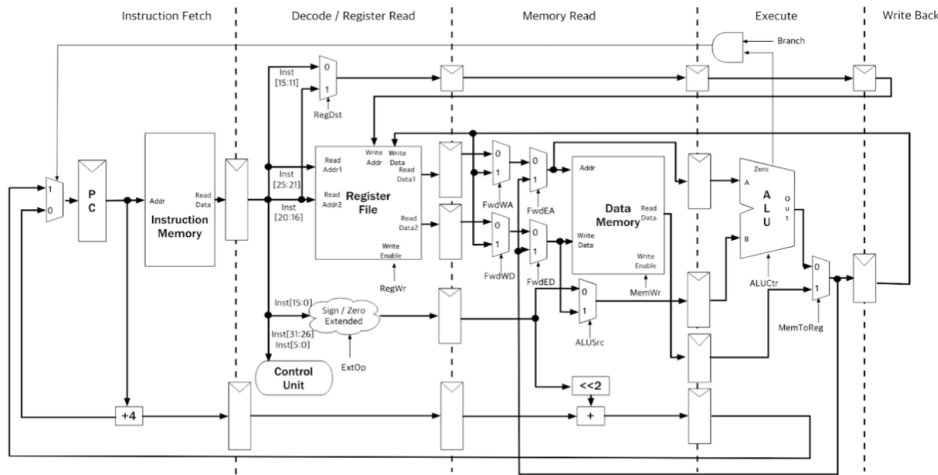 Instruction Fetch
Decode / Register Read
Memory Read
Execute
Write Back
Branch
Inst
[15:11]
0
1
RegDst
Write
Addr
Write
Data
Read
Addr1
Read
Data1
Inst
[25:21]
Register
File
Read
Addr2
Inst
[20:16]
Read
Data2
Write
Enable
RegWr
1
0
P
C
Addr
Read
Data
Instruction
Memory
0
1
FwdWA
0
1
FwdEA
0
1
FwdWD
0
1
FwdED
Addr
Data
Memory
Read
Data
Write
Data
Write
Enable
MemWr
0
1
ALUSrc
Zero
A
B
A
L
U
Out
ALUCtr
0
1
MemToReg
Inst[15:0]
Sign / Zero
Extended
ExtOp
Inst[31:26]
Inst[5:0]
Control
Unit
+4
<<2
+